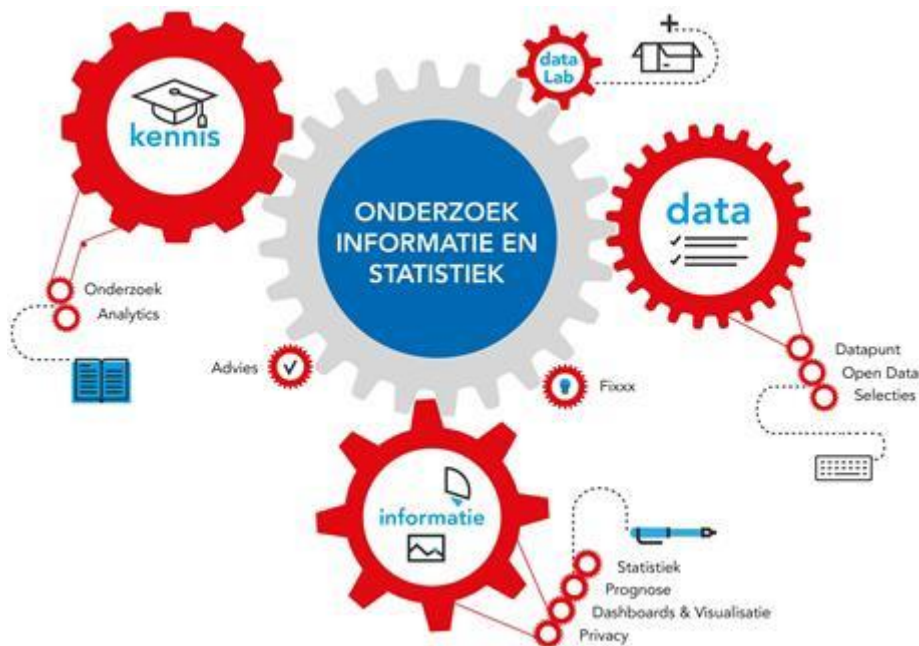 kennis
Onderzoek
Analytics
data
Lab
ONDERZOEK
INFORMATIE EN
STATISTIEK
data
Datapunt
Open Data
Selecties
Advies
Fixxx
informatie
Statistiek
Prognose
Dashboards & Visualisatie
Privacy